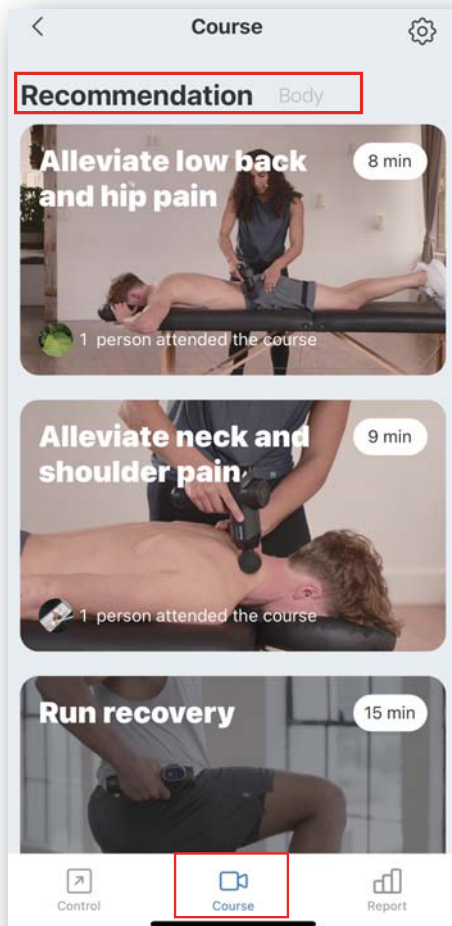 Course
Recommendation Body
Alleviate low back
and hip pain
8 min
1 person attended the course
Alleviate neck and
shoulder pain
9 min
1 person attended the course
Run recovery
15 min
Control Course Report